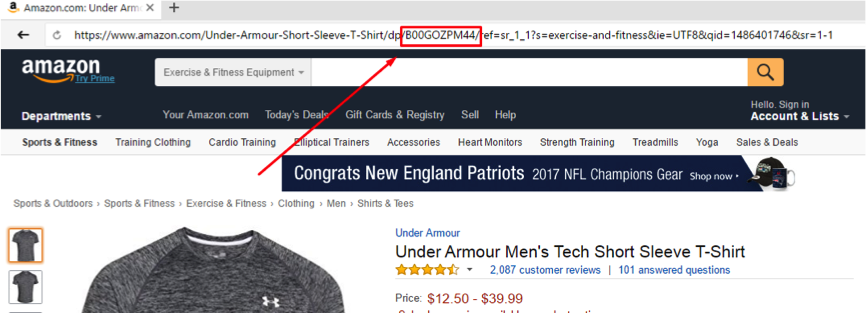 Amazon.com: Under Armor
https://www.amazon.com/Under-Armour-Short-Sleeve-T-Shirt/dp/B00GOZPM44/ref=sr_1_1?s=exercise-and-fitness&ie=UTF8&qid=1486401746&sr=1-1
amazon
Try Prime
Exercise & Fitness Equipment
Hello. Sign in
Departments Your Amazon.com Today's Deals Gift Cards & Registry Sell Help Account & Lists
Sports & Fitness Training Clothing Cardio Training Elliptical Trainers Accessories Heart Monitors Strength Training Treadmills Yoga Sales & Deals
Congrats New England Patriots 2017 NFL Champions Gear Shop now
Sports & Outdoors › Sports & Fitness › Exercise & Fitness › Clothing › Men › Shirts & Tees
Under Armour
Under Armour Men's Tech Short Sleeve T-Shirt
2,087 customer reviews | 101 answered questions
Price: $12.50 - $39.99